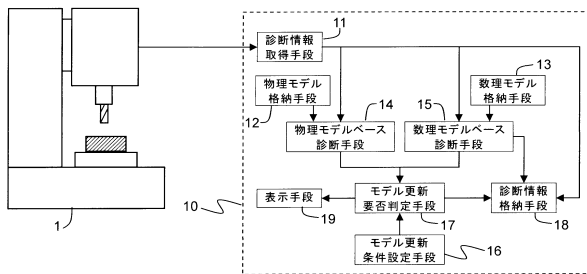 診断情報
取得手段
11
物理モデル
格納手段
12
数理モデル
格納手段
13
物理モデルベース
診断手段
14
数理モデルベース
診断手段
15
表示手段
19
モデル更新
要否判定手段
17
診断情報
格納手段
18
モデル更新
条件設定手段
16
10
1